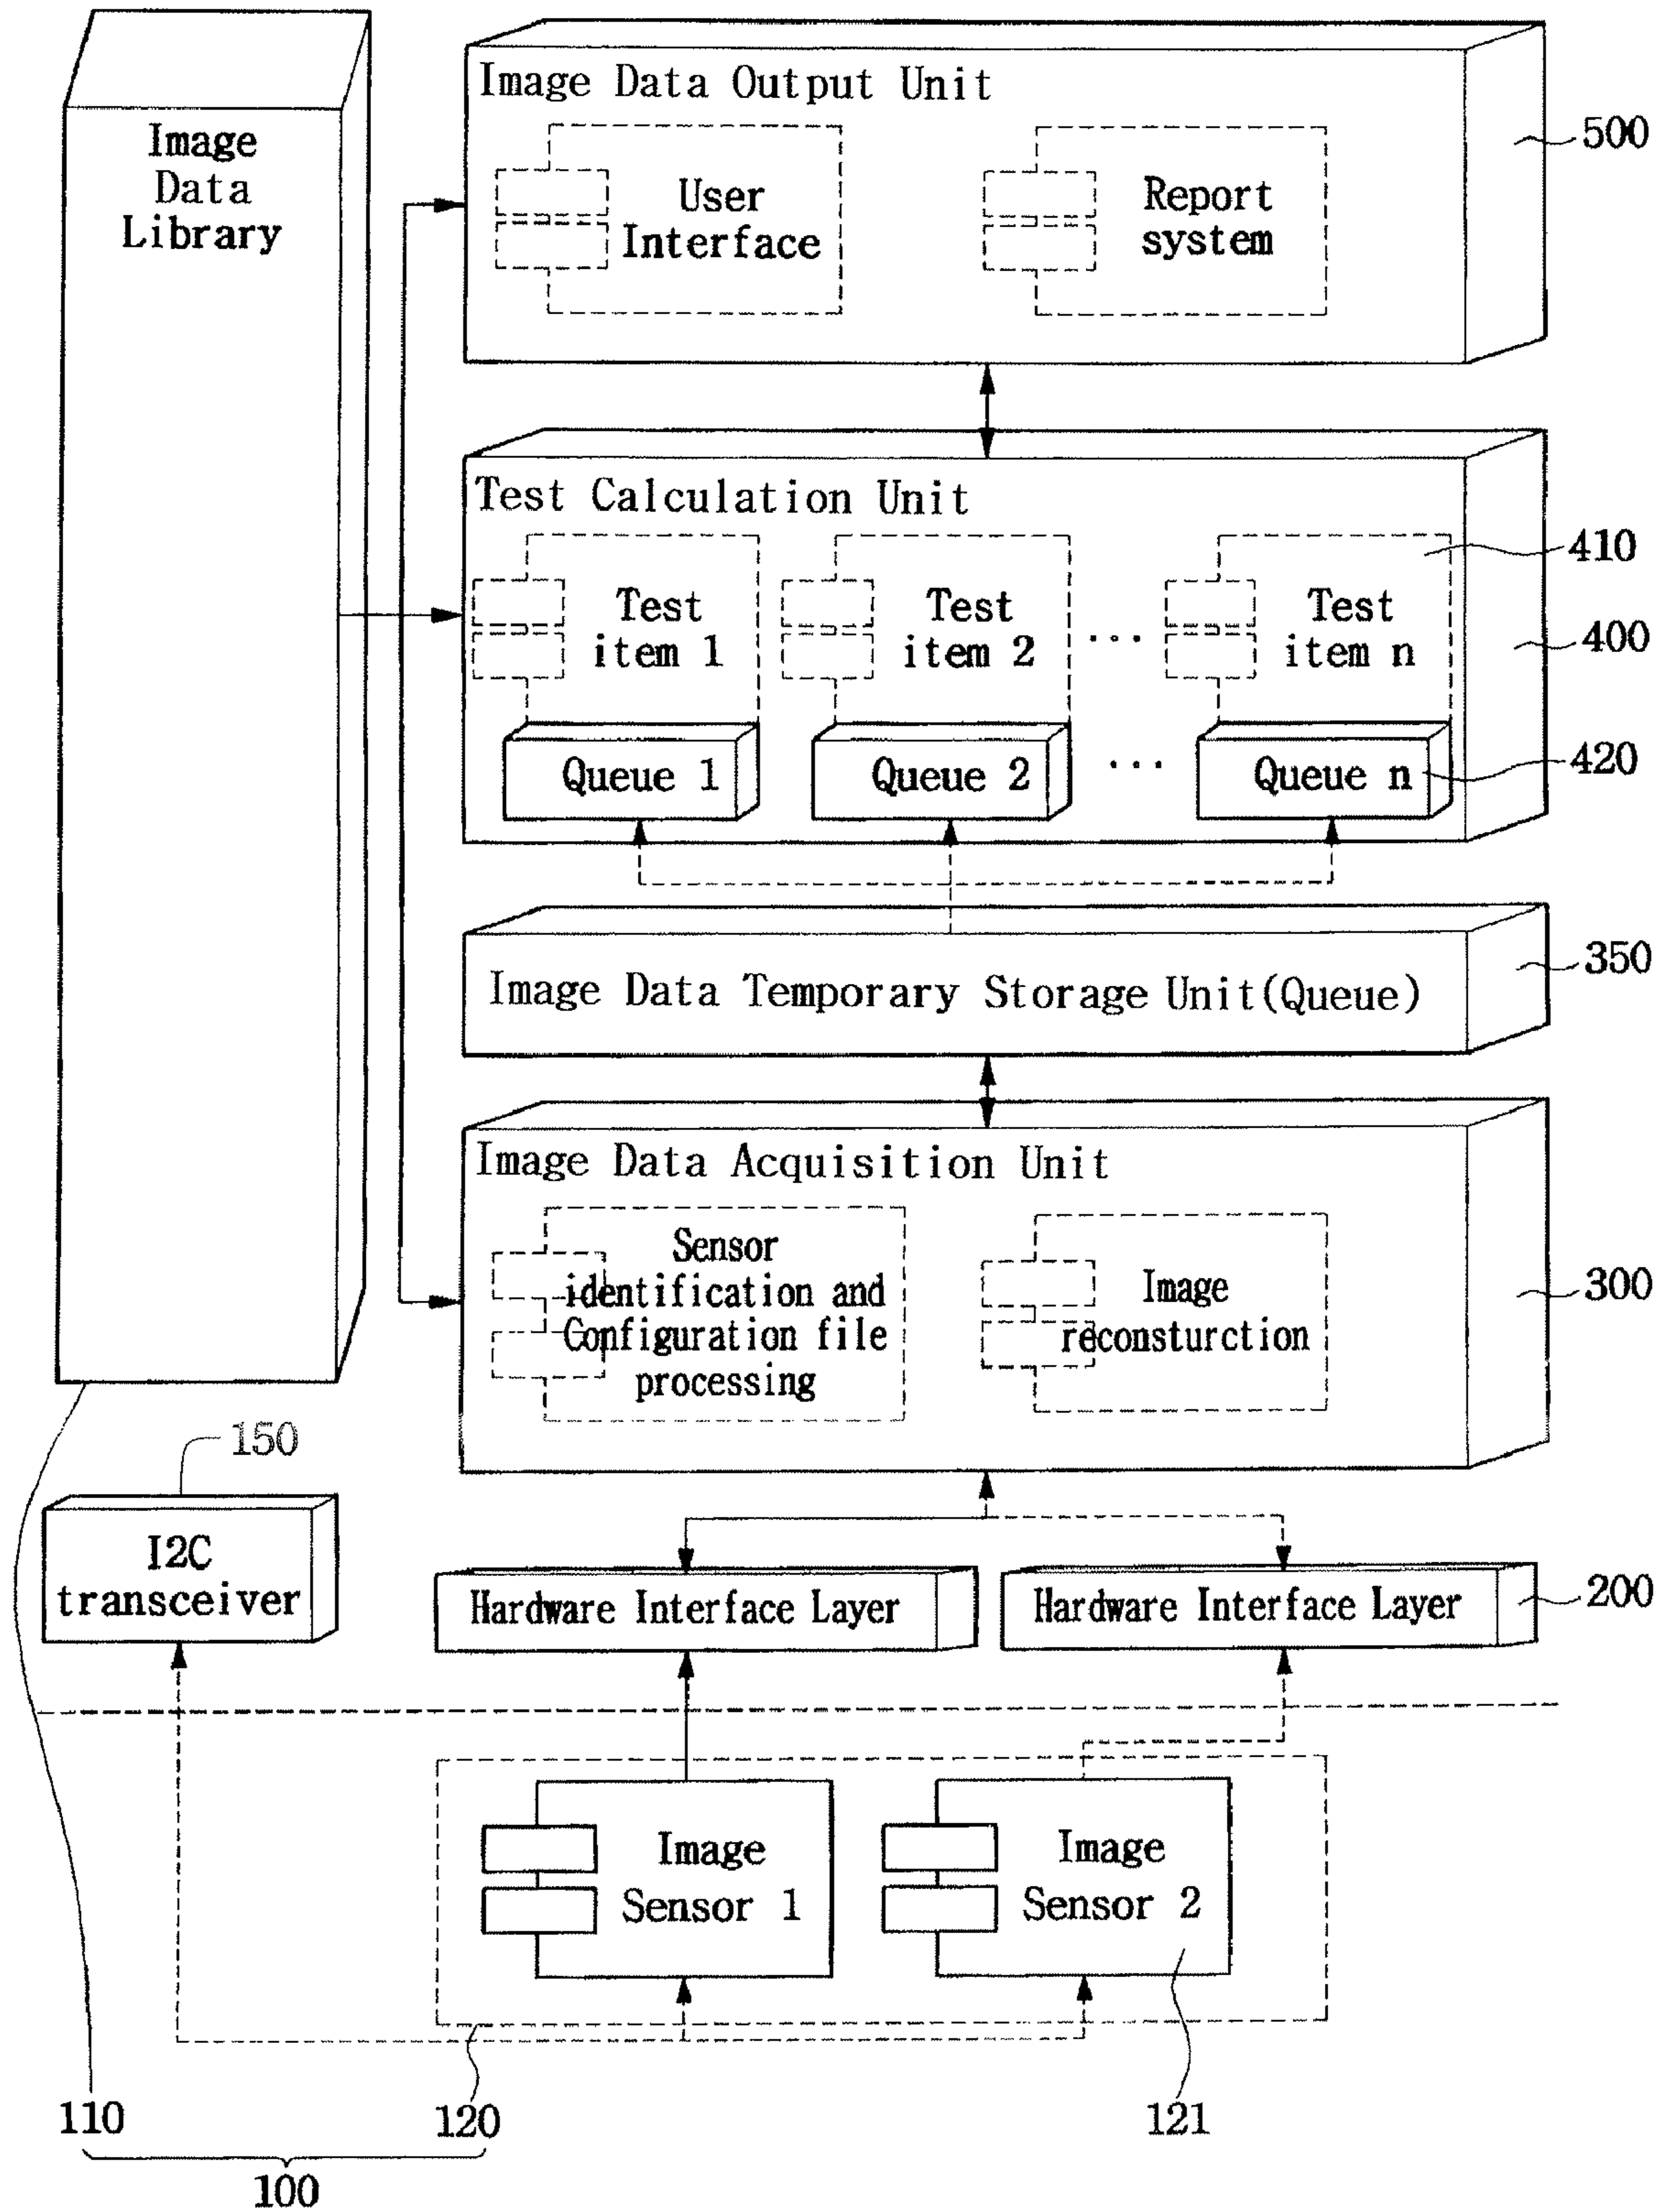 Image
Data
Library
Image Data Output Unit
User
Interface
Report
system
500
Test Calculation Unit
410
Test
item 1
Test
item 2
...
Test
item n
400
Queue 1
Queue 2
...
Queue n
420
350
Image Data Temporary Storage Unit(Queue)
Image Data Acquisition Unit
Sensor
identification and
Configuration file
processing
Image
reconsturction
300
150
I2C
transceiver
Hardware Interface Layer
Hardware Interface Layer
200
Image
Sensor 1
Image
Sensor 2
110
120
121
100